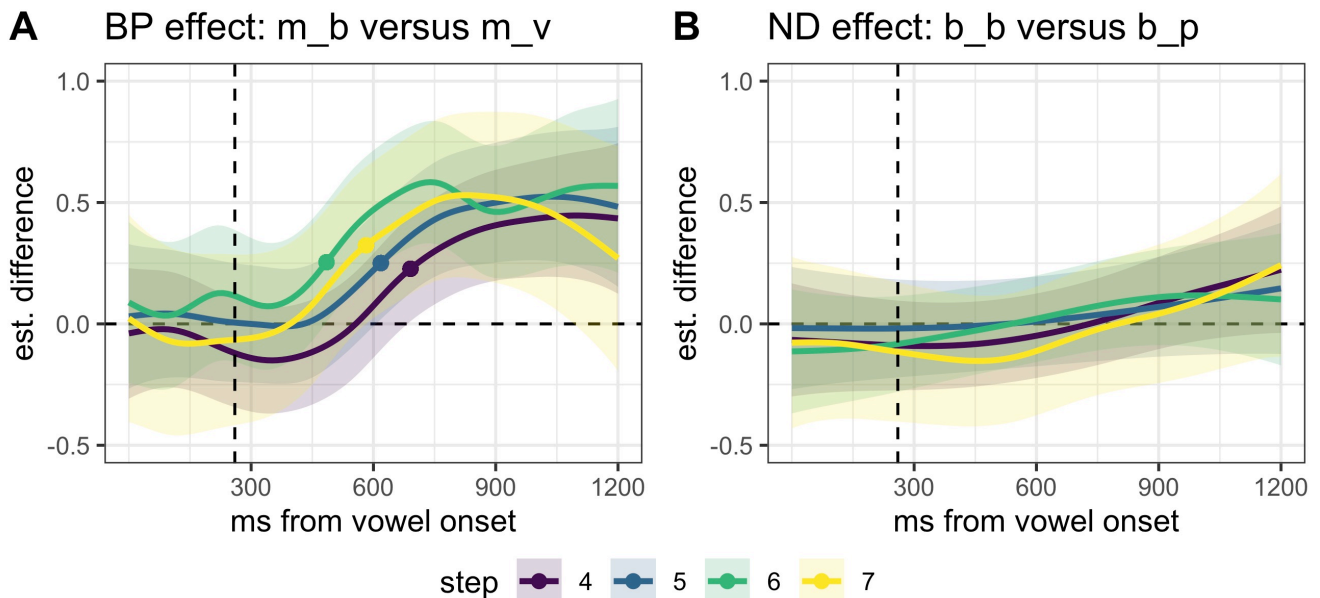 A BP effect: m_b versus m_v
1.0
0.5
0.0
-0.5
est. difference
300 600 900 1200
ms from vowel onset
B ND effect: b_b versus b_p
1.0
0.5
0.0
-0.5
est. difference
300 600 900 1200
ms from vowel onset
step 4 5 6 7